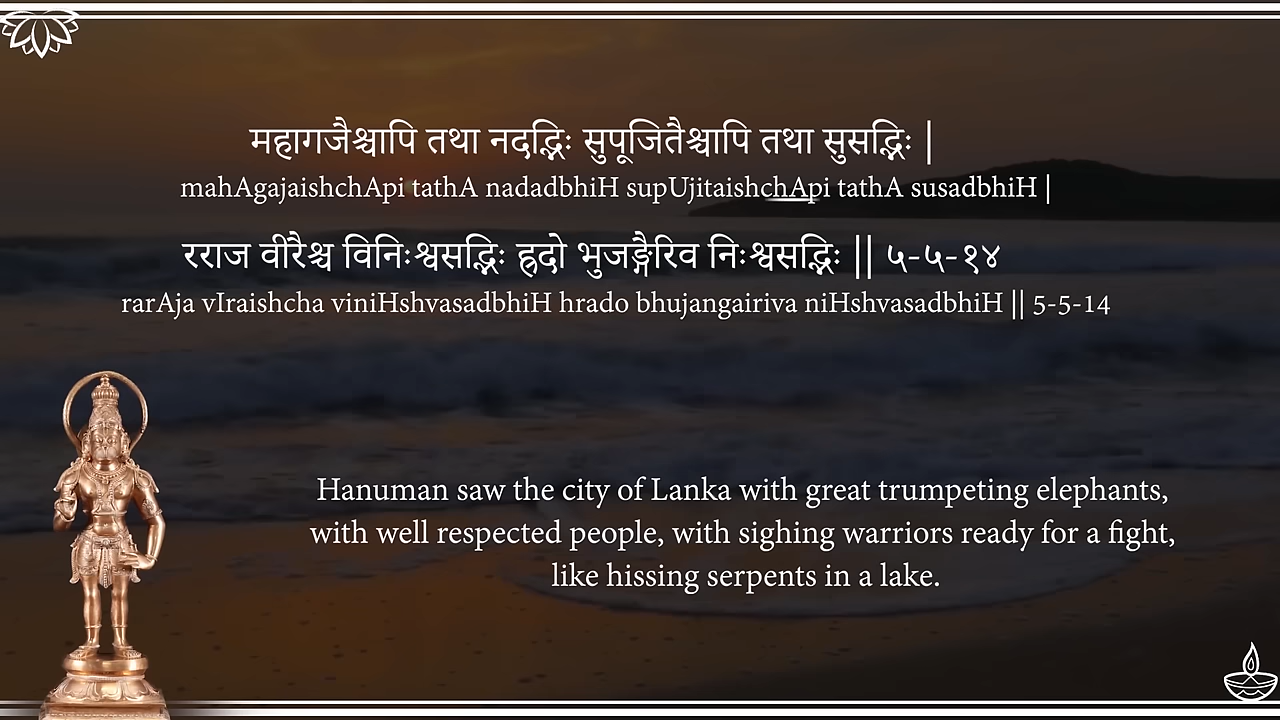 महागजैश्चापि तथा नदद्भिः सुपूजितैश्चापि तथा सुसद्भिः |
mahAgajaishchApi tathA nadadbhiH supUjitaishchApi tathA susadbhiH |
रराज वीरैश्च विनिःश्वसद्भिः ह्रदो भुजङ्गैरिव निःश्वसद्भिः || ५-५-१४
rarAja vIraishcha viniHshvasadbhiH hrado bhujangairiva niHshvasadbhiH || 5-5-14
Hanuman saw the city of Lanka with great trumpeting elephants,
with well respected people, with sighing warriors ready for a fight,
like hissing serpents in a lake.